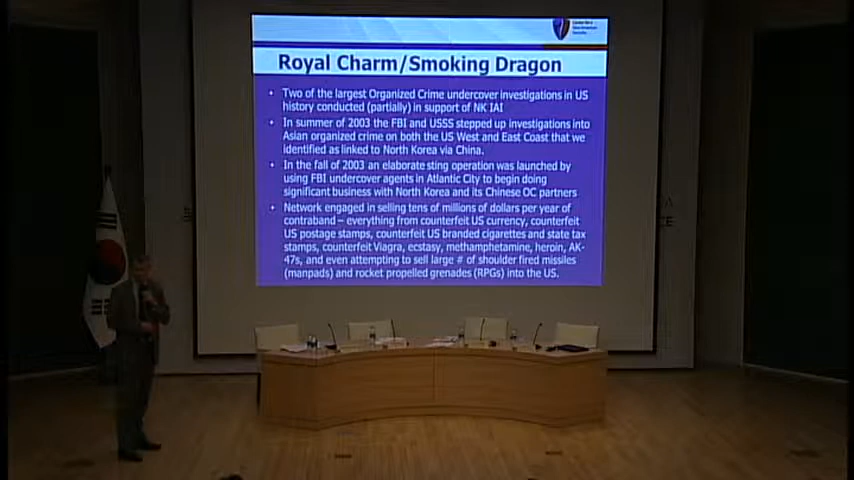 Royal Charm/Smoking Dragon
• Two of the largest Organized Crime undercover investigations in US
history conducted (partially) in support of NK IAI
• In summer of 2003 the FBI and USSS stepped up investigations into
Asian organized crime on both the US West and East Coast that we
identified as linked to North Korea via China.
• In the fall of 2003 an elaborate sting operation was launched by
using FBI undercover agents in Atlantic City to begin doing
significant business with North Korea and its Chinese OC partners
• Network engaged in selling tens of millions of dollars per year of
contraband – everything from counterfeit US currency, counterfeit
US postage stamps, counterfeit US branded cigarettes and state tax
stamps, counterfeit Viagra, ecstasy, methamphetamine, heroin, AK-
47s, and even attempting to sell large # of shoulder fired missiles
(manpads) and rocket propelled grenades (RPGs) into the US.